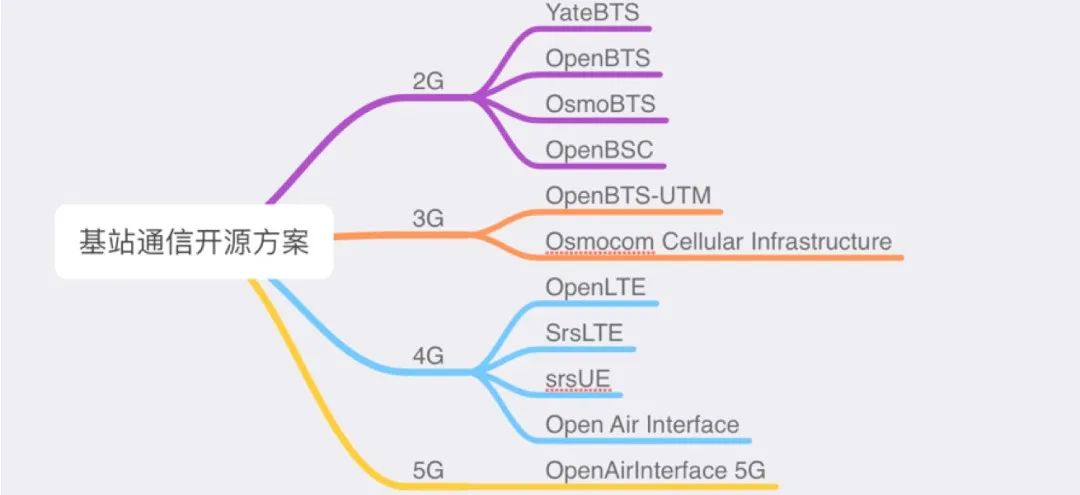 基站通信开源方案
2G
YateBTS
OpenBTS
OsmoBTS
OpenBSC
3G
OpenBTS-UTM
Osmocom Cellular Infrastructure
4G
OpenLTE
SrsLTE
srsUE
Open Air Interface
5G
OpenAirInterface 5G